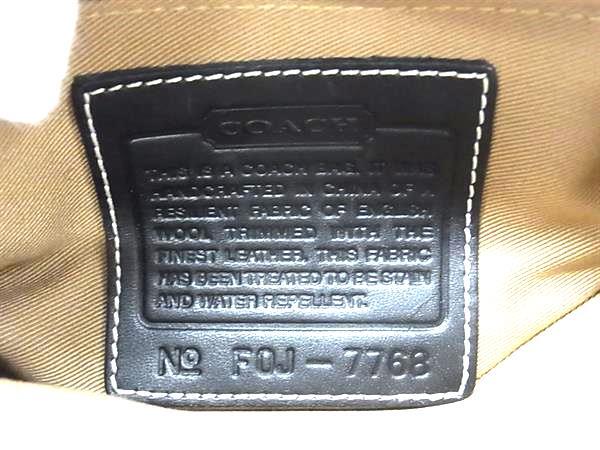 COACH
THIS IS A COACH BAG. IT WAS
HANDCRAFTED IN CHINA OF A
RESILIENT FABRIC OF ENGLISH
WOOL TRIMMED WITH THE
FINEST LEATHER. THIS FABRIC
HAS BEEN TREATED TO BE STAIN
AND WATER REPELLENT.
No FOJ-7768